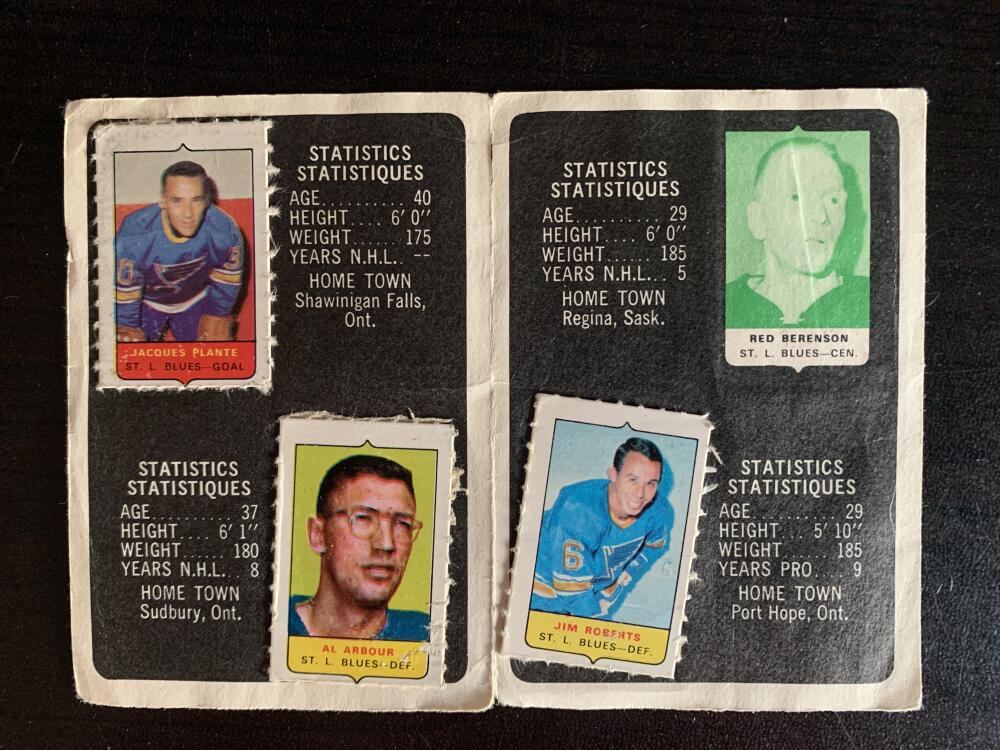 JACQUES PLANTE
ST. L. BLUES—GOAL
STATISTICS
STATISTIQUES
AGE.......... 40
HEIGHT.... 6' 0"
WEIGHT...... 175
YEARS N.H.L.. --
HOME TOWN
Shawinigan Falls,
Ont.
STATISTICS
STATISTIQUES
AGE.......... 37
HEIGHT.... 6' 1"
WEIGHT..... 180
YEARS N.H.L.. 8
HOME TOWN
Sudbury, Ont.
AL ARBOUR
ST. L. BLUES—DEF.
STATISTICS
STATISTIQUES
AGE.......... 29
HEIGHT.... 6' 0"
WEIGHT...... 185
YEARS N.H.L.. 5
HOME TOWN
Regina, Sask.
RED BERENSON
ST. L. BLUES—CEN.
6
JIM ROBERTS
ST. L. BLUES—DEF.
STATISTICS
STATISTIQUES
AGE.......... 29
HEIGHT... 5' 10"
WEIGHT..... 185
YEARS PRO.... 9
HOME TOWN
Port Hope, Ont.